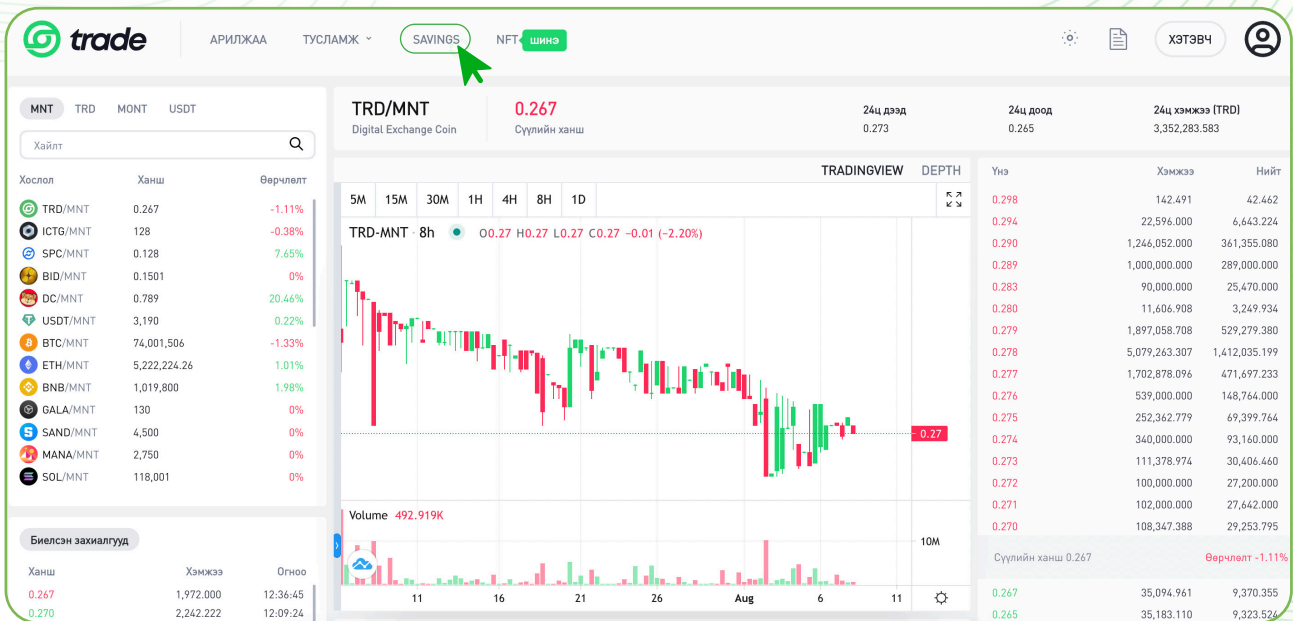 trade АРИЛЖАА ТУСЛАМЖ SAVINGS NFT шинэ ХЭТЭВЧ
MNT TRD MONT USDT
Хайлт
Хослол Ханш Өөрчлөлт
TRD/MNT 0.267 -1.11%
ICTG/MNT 128 -0.38%
SPC/MNT 0.128 7.65%
BID/MNT 0.1501 0%
DC/MNT 0.789 20.46%
USDT/MNT 3,190 0.22%
BTC/MNT 74,001,506 -1.33%
ETH/MNT 5,222,224.26 1.01%
BNB/MNT 1,019,800 1.98%
GALA/MNT 130 0%
SAND/MNT 4,500 0%
MANA/MNT 2,750 0%
SOL/MNT 118,001 0%
Биелсэн захиалгууд
Ханш Хэмжээ Огноо
0.267 1,972.000 12:36:45
0.270 2,242.222 12:09:24
TRD/MNT
Digital Exchange Coin
0.267
Сүүлийн ханш
24ц дээд
0.273
24ц доод
0.265
24ц хэмжээ (TRD)
3,352,283.583
TRADINGVIEW DEPTH
5M 15M 30M 1H 4H 8H 1D
TRD-MNT · 8h O0.27 H0.27 L0.27 C0.27 -0.01 (-2.20%)
0.27
Volume 492.919K
10M
11 16 21 26 Aug 6 11
Үнэ Хэмжээ Нийт
0.298 142.491 42.462
0.294 22,596.000 6,643.224
0.290 1,246,052.000 361,355.080
0.289 1,000,000.000 289,000.000
0.283 90,000.000 25,470.000
0.280 11,606.908 3,249.934
0.279 1,897,058.708 529,279.380
0.278 5,079,263.307 1,412,035.199
0.277 1,702,878.096 471,697.233
0.276 539,000.000 148,764.000
0.275 252,362.779 69,399.764
0.274 340,000.000 93,160.000
0.273 111,378.974 30,406.460
0.272 100,000.000 27,200.000
0.271 102,000.000 27,642.000
0.270 108,347.388 29,253.795
Сүүлийн ханш 0.267 Өөрчлөлт -1.11%
0.267 35,094.961 9,370.355
0.265 35,183.110 9,323.524